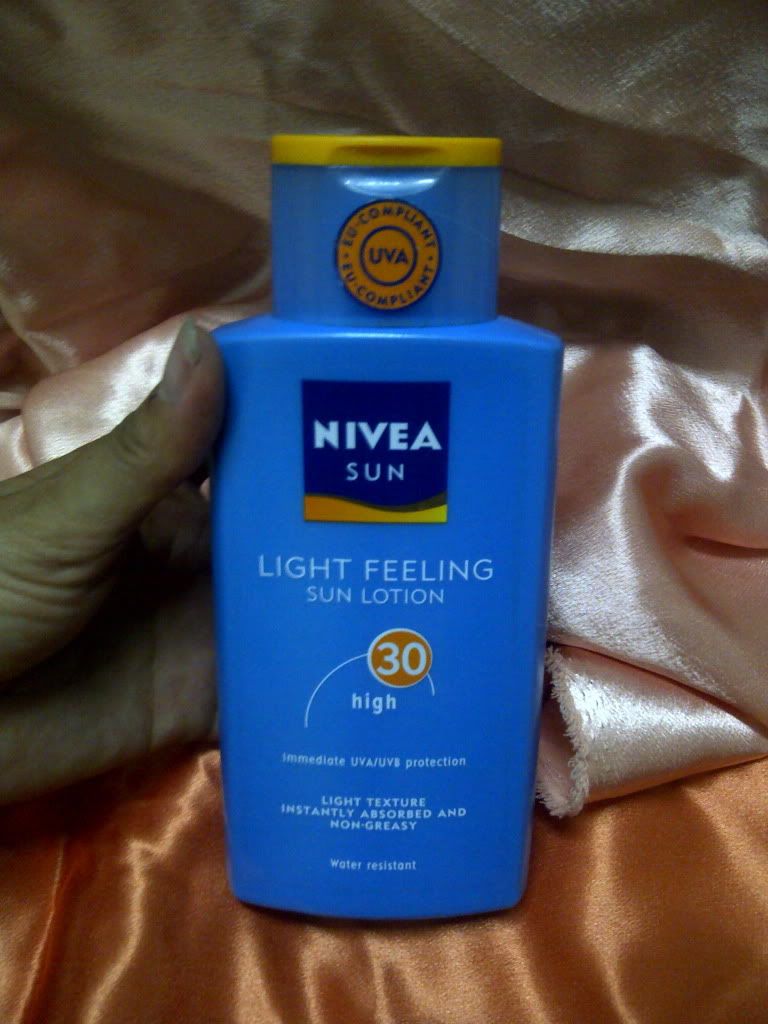 EU-COMPLIANT
UVA
EU-COMPLIANT
NIVEA
SUN
LIGHT FEELING
SUN LOTION
30
high
Immediate UVA/UVB protection
LIGHT TEXTURE
INSTANTLY ABSORBED AND
NON-GREASY
Water resistant